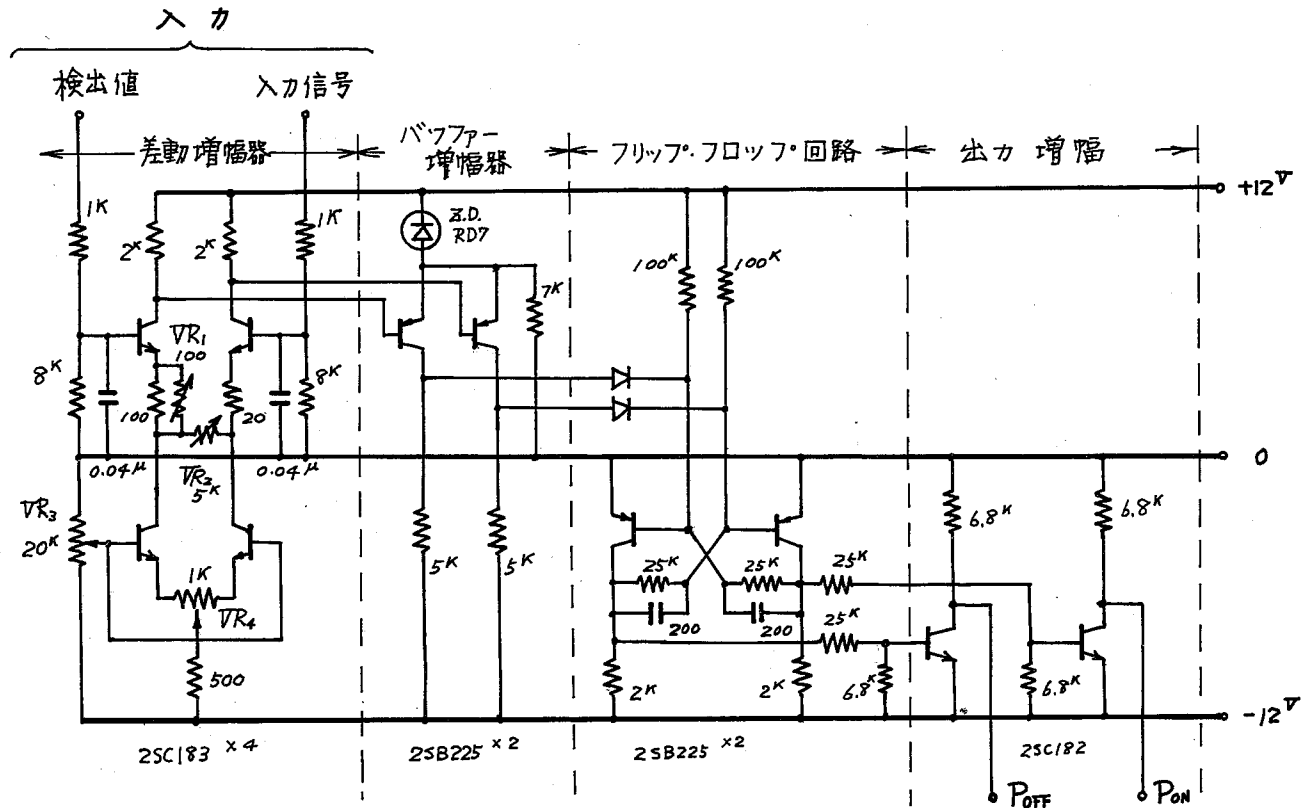 入力
検出値
入力信号
差動増幅器
バッファー
増幅器
フリップ・フロップ回路
出力増幅
+12V
1K
2K
2K
1K
Z.D.
RD7
100K
100K
7K
VR1
100
8K
100
20
8K
0.04μ
VR2
5K
0.04μ
0
VR3
20K
1K
VR4
500
5K
5K
25K
25K
25K
200
200
25K
2K
2K
6.8K
6.8K
6.8K
6.8K
-12V
2SC183 ×4
2SB225 ×2
2SB225 ×2
2SC182
POFF
PON